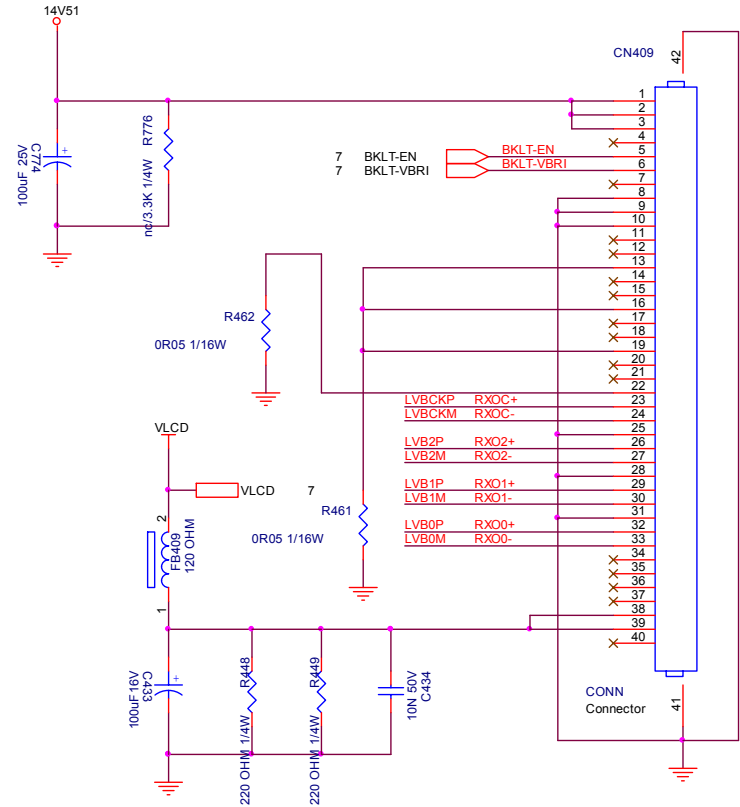 14V51
CN409
42
C774
100uF 25V
R776
nc/3.3K 1/4W
7 BKLT-EN
7 BKLT-VBRI
BKLT-EN
BKLT-VBRI
1
2
3
4
5
6
7
8
9
10
11
12
13
14
15
16
17
18
19
20
21
22
23
24
25
26
27
28
29
30
31
32
33
34
35
36
37
38
39
40
R462
0R05 1/16W
LVBCKP RXOC+
LVBCKM RXOC-
LVB2P RXO2+
LVB2M RXO2-
LVB1P RXO1+
LVB1M RXO1-
LVB0P RXO0+
LVB0M RXO0-
VLCD
VLCD 7
R461
0R05 1/16W
2
FB409
120 OHM
1
C433
100uF16V
R448
220 OHM 1/4W
R449
220 OHM 1/4W
10N 50V
C434
CONN
Connector
41